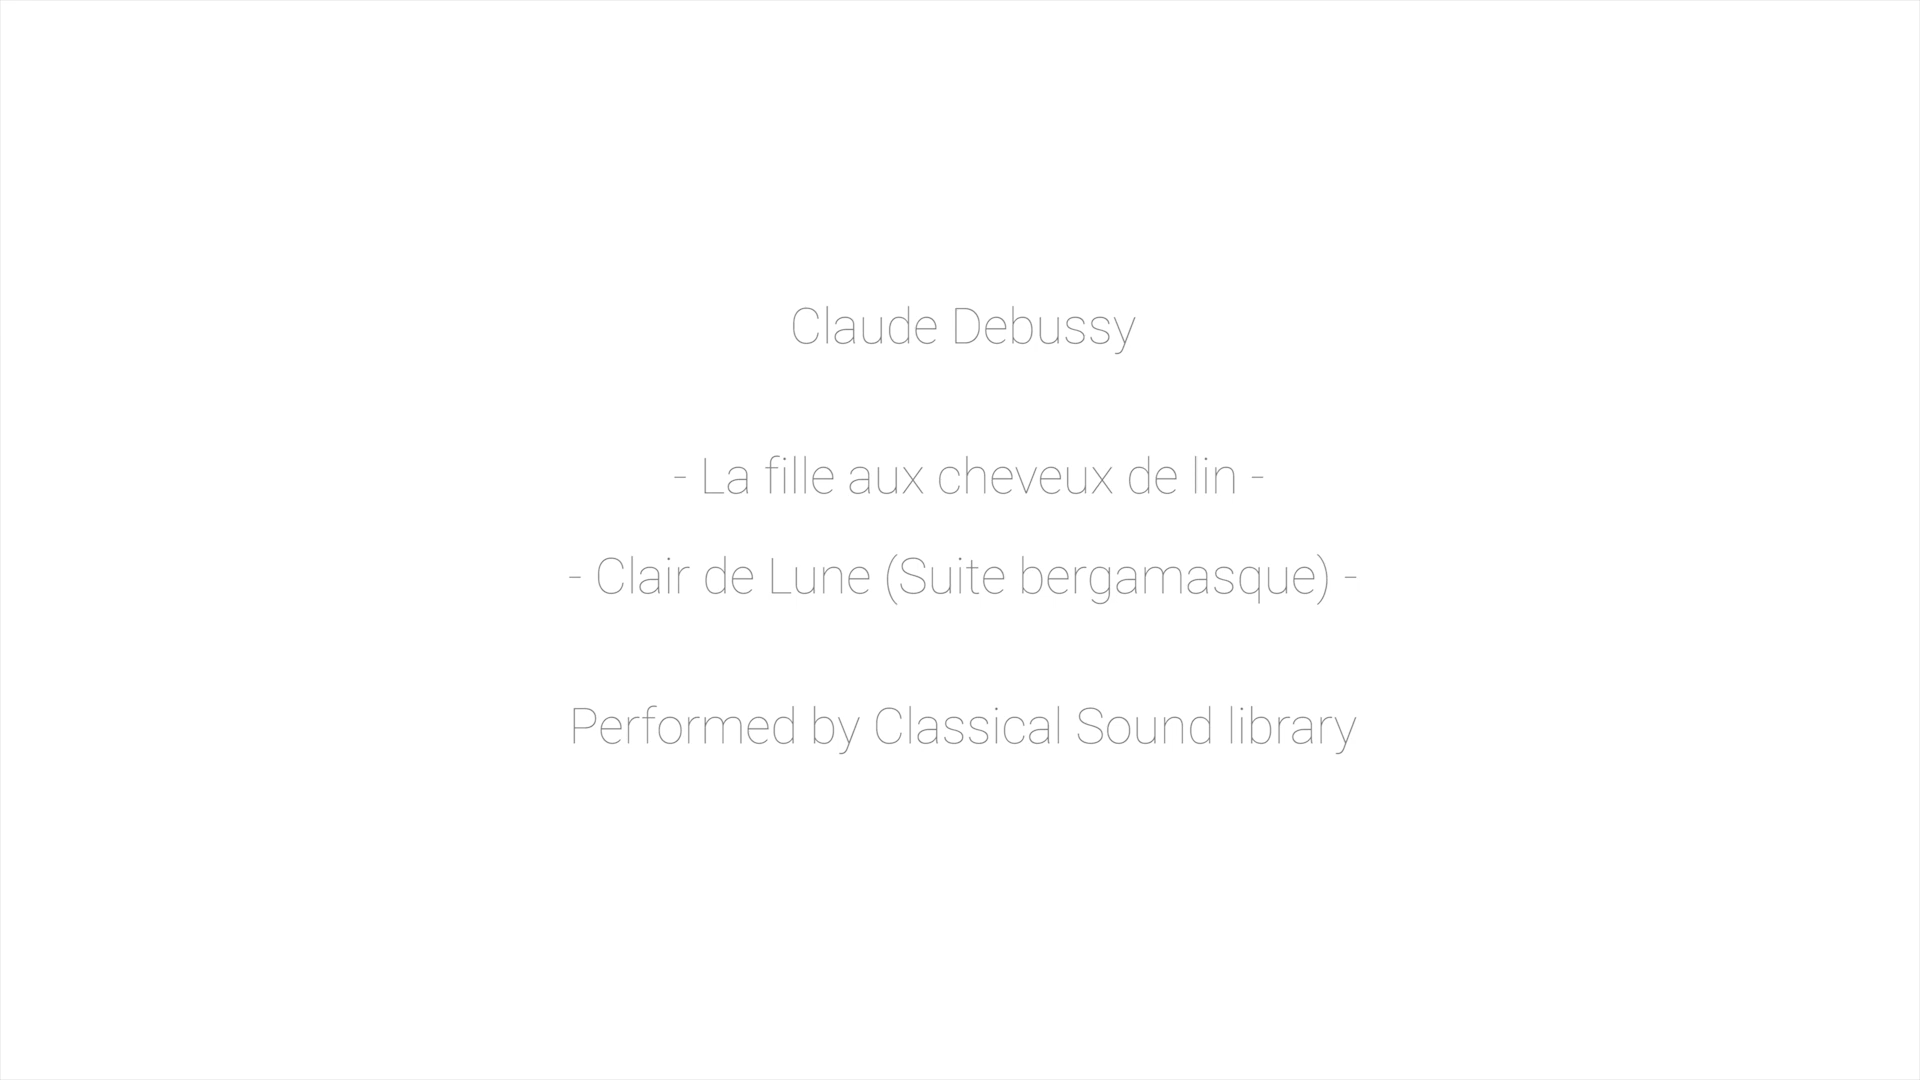 Claude Debussy
- La fille aux cheveux de lin -
- Clair de Lune (Suite bergamasque) -
Performed by Classical Sound library